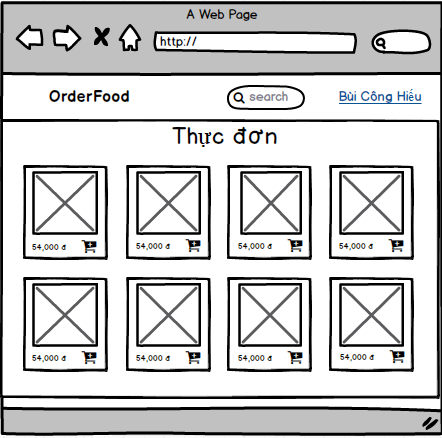 A Web Page
http://
OrderFood
search
Bùi Công Hiếu
Thực đơn
54,000 đ
54,000 đ
54,000 đ
54,000 đ
54,000 đ
54,000 đ
54,000 đ
54,000 đ